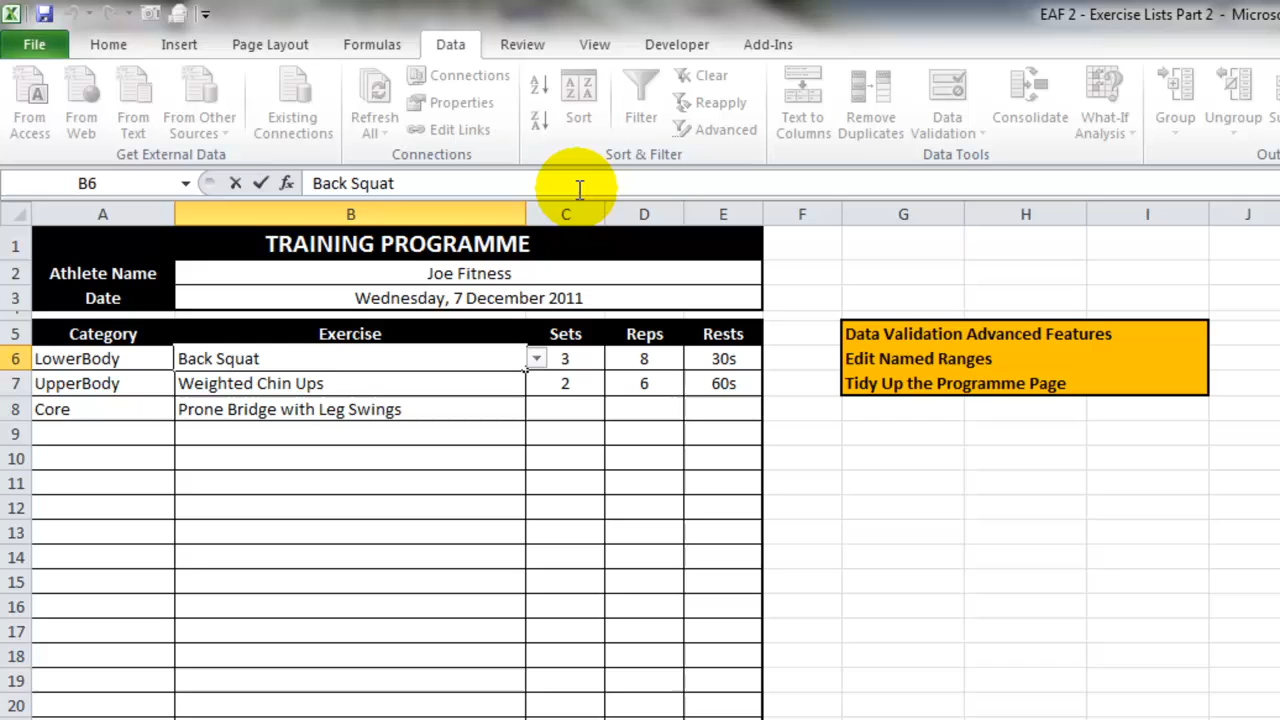 EAF 2 - Exercise Lists Part 2 - Micros
File Home Insert Page Layout Formulas Data Review View Developer Add-Ins
From Access
From Web
From Text
From Other Sources
Existing Connections
Get External Data
Refresh All
Connections
Properties
Edit Links
Connections
Sort
Filter
Clear
Reapply
Advanced
Sort & Filter
Text to Columns
Remove Duplicates
Data Validation
Consolidate
What-If Analysis
Data Tools
Group
Ungroup
Sub
Out
B6 fx Back Squat
A B C D E F G H I J
1 TRAINING PROGRAMME
2 Athlete Name Joe Fitness
3 Date Wednesday, 7 December 2011
5 Category Exercise Sets Reps Rests Data Validation Advanced Features
6 LowerBody Back Squat 3 8 30s Edit Named Ranges
7 UpperBody Weighted Chin Ups 2 6 60s Tidy Up the Programme Page
8 Core Prone Bridge with Leg Swings
9
10
11
12
13
14
15
16
17
18
19
20